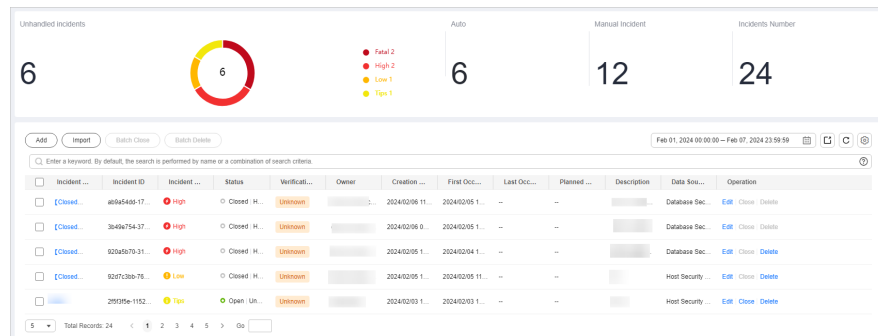 Unhandled incidents
Auto
Manual Incident
Incidents Number
6
6
Fatal 2
High 2
Low 1
Tips 1
6
12
24
Add Import Batch Close Batch Delete Feb 01, 2024 00:00:00 – Feb 07, 2024 23:59:59
Enter a keyword. By default, the search is performed by name or a combination of search criteria.
Incident ... Incident ID Incident ... Status Verificati... Owner Creation ... First Occ... Last Occ... Planned ... Description Data Sou... Operation
[Closed... ab9a54dd-17... High Closed | H... Unknown 2024/02/06 11... 2024/02/05 1... -- -- Database Sec... Edit Close Delete
[Closed... 3b49e754-37... High Closed | H... Unknown 2024/02/06 0... 2024/02/05 1... -- -- Database Sec... Edit Close Delete
[Closed... 920a5b70-31... High Closed | H... Unknown 2024/02/05 1... 2024/02/04 1... -- -- Database Sec... Edit Close Delete
[Closed... 92d7c3bb-76... Low Closed | H... Unknown 2024/02/05 1... 2024/02/05 11... -- -- Host Security ... Edit Close Delete
2f5f3f5e-1152... Tips Open | Un... Unknown 2024/02/03 1... 2024/02/03 1... -- -- Host Security ... Edit Close Delete
5 Total Records: 24 < 1 2 3 4 5 > Go